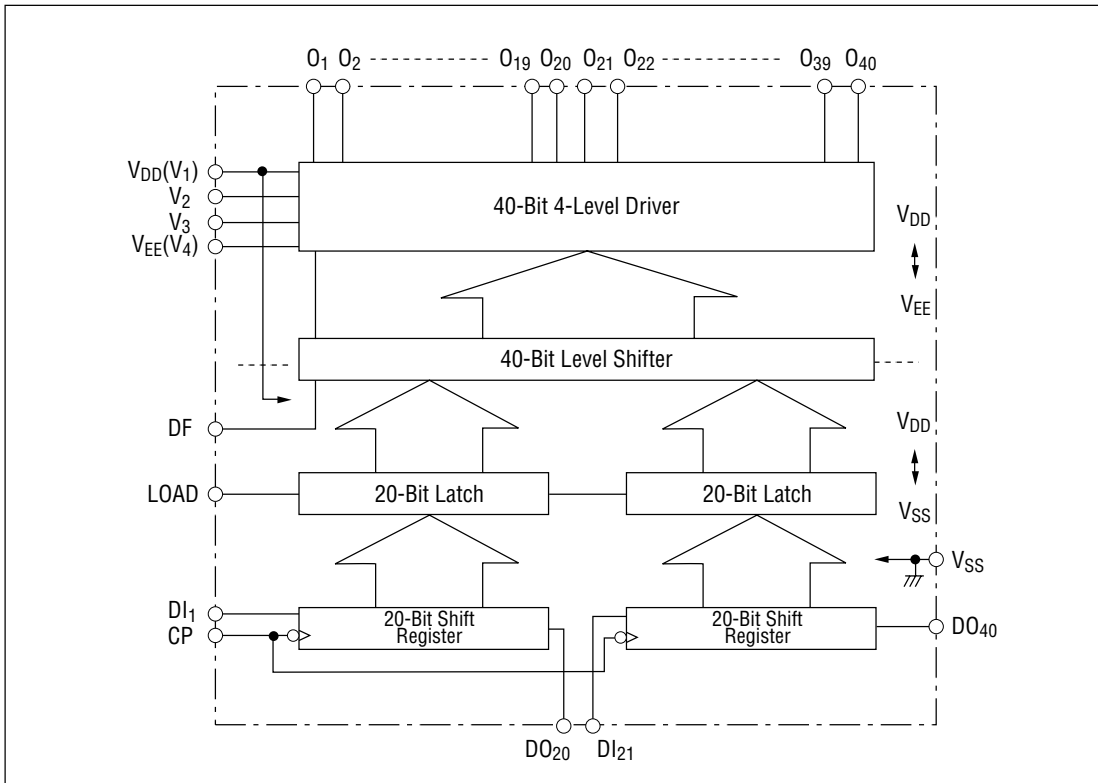 O1 O2 O19 O20 O21 O22 O39 O40
VDD(V1)
V2
V3
VEE(V4)
40-Bit 4-Level Driver
VDD
VEE
40-Bit Level Shifter
DF
VDD
LOAD
20-Bit Latch
20-Bit Latch
VSS
VSS
DI1
CP
20-Bit Shift
Register
20-Bit Shift
Register
DO40
DO20
DI21